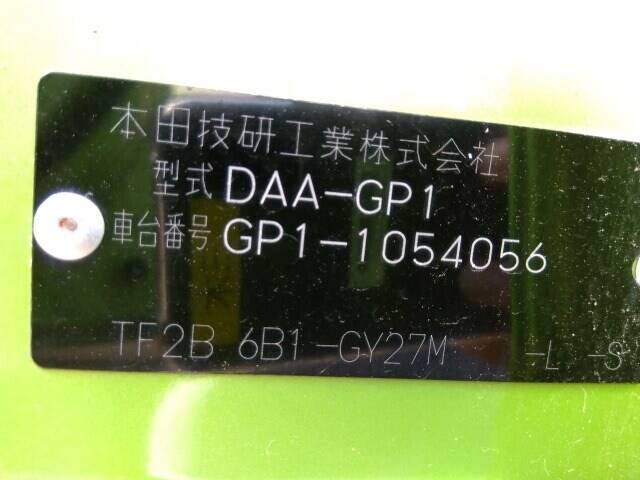 本田技研工業株式会社
型式 DAA-GP1
車台番号 GP1-1054056
TF2B 6B1-GY27M -L -S